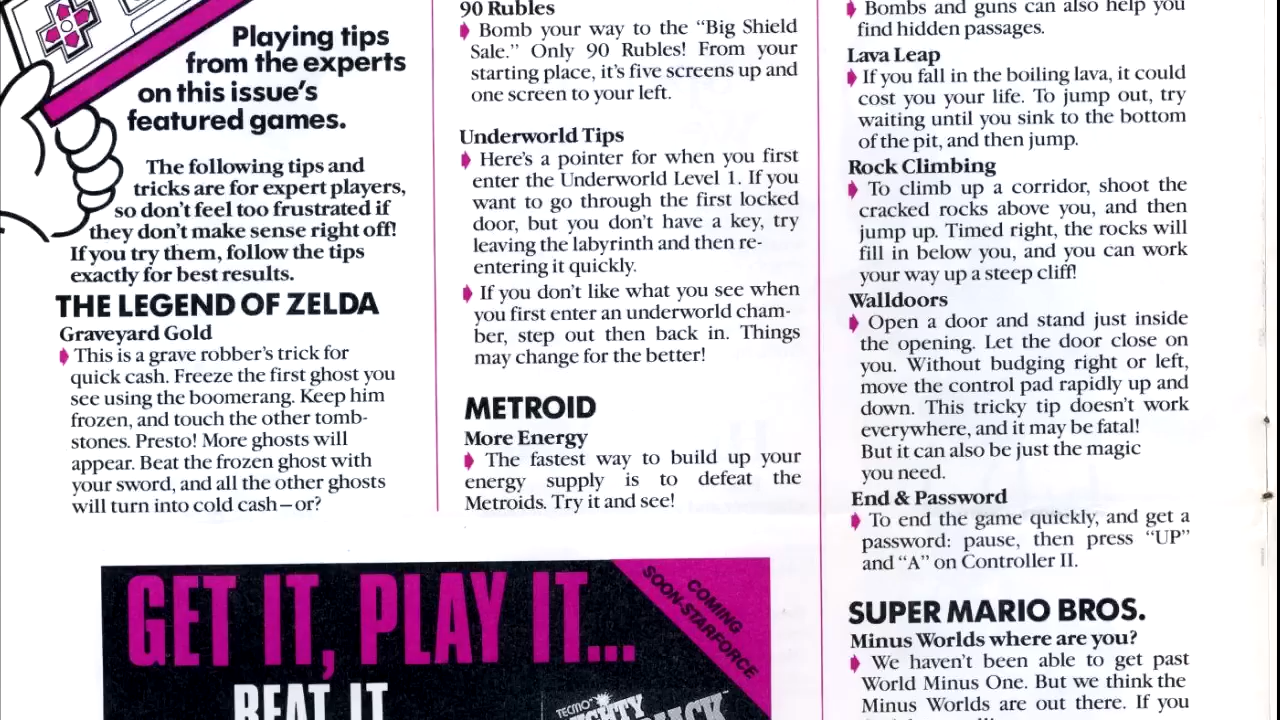 Playing tips
from the experts
on this issue's
featured games.
The following tips and
tricks are for expert players,
so don't feel too frustrated if
they don't make sense right off!
If you try them, follow the tips
exactly for best results.
THE LEGEND OF ZELDA
Graveyard Gold
This is a grave robber's trick for
quick cash. Freeze the first ghost you
see using the boomerang. Keep him
frozen, and touch the other tomb-
stones. Presto! More ghosts will
appear. Beat the frozen ghost with
your sword, and all the other ghosts
will turn into cold cash—or?
90 Rubles
Bomb your way to the “Big Shield
Sale.” Only 90 Rubles! From your
starting place, it's five screens up and
one screen to your left.
Underworld Tips
Here's a pointer for when you first
enter the Underworld Level 1. If you
want to go through the first locked
door, but you don't have a key, try
leaving the labyrinth and then re-
entering it quickly.
If you don't like what you see when
you first enter an underworld cham-
ber, step out then back in. Things
may change for the better!
METROID
More Energy
The fastest way to build up your
energy supply is to defeat the
Metroids. Try it and see!
Bombs and guns can also help you
find hidden passages.
Lava Leap
If you fall in the boiling lava, it could
cost you your life. To jump out, try
waiting until you sink to the bottom
of the pit, and then jump.
Rock Climbing
To climb up a corridor, shoot the
cracked rocks above you, and then
jump up. Timed right, the rocks will
fill in below you, and you can work
your way up a steep cliff!
Walldoors
Open a door and stand just inside
the opening. Let the door close on
you. Without budging right or left,
move the control pad rapidly up and
down. This tricky tip doesn't work
everywhere, and it may be fatal!
But it can also be just the magic
you need.
End & Password
To end the game quickly, and get a
password: pause, then press “UP”
and “A” on Controller II.
SUPER MARIO BROS.
Minus Worlds where are you?
We haven't been able to get past
World Minus One. But we think the
Minus Worlds are out there. If you
GET IT, PLAY IT...
BEAT IT
COMING
SOON-STARFORCE
TECMO